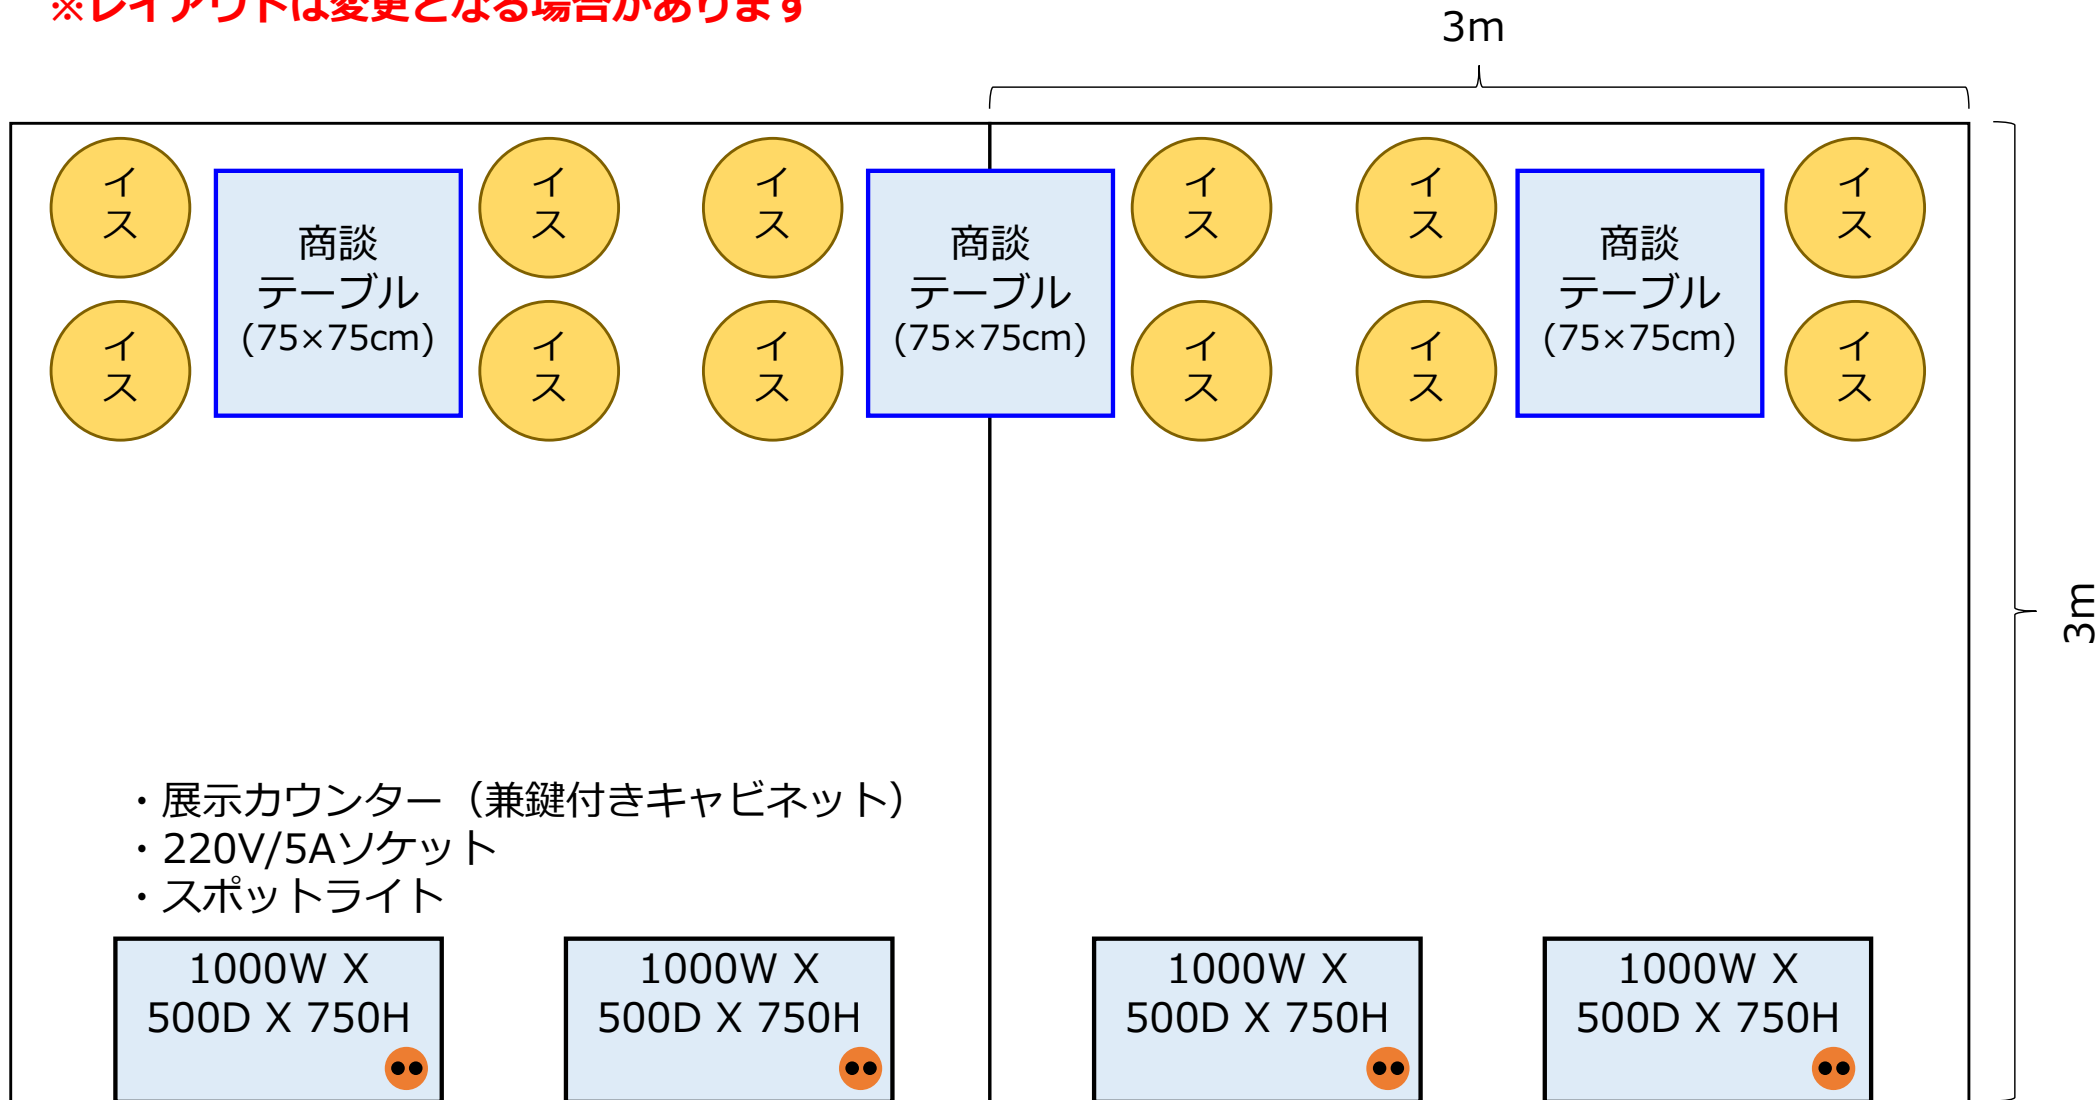 ※レイアウトは変更となる場合があります
3m
イ
ス
イ
ス
イ
ス
イ
ス
イ
ス
イ
ス
商談
テーブル
(75×75cm)
商談
テーブル
(75×75cm)
商談
テーブル
(75×75cm)
イ
ス
イ
ス
イ
ス
イ
ス
イ
ス
イ
ス
3m
・展示カウンター（兼鍵付きキャビネット）
・220V/5Aソケット
・スポットライト
1000W X
500D X 750H
1000W X
500D X 750H
1000W X
500D X 750H
1000W X
500D X 750H